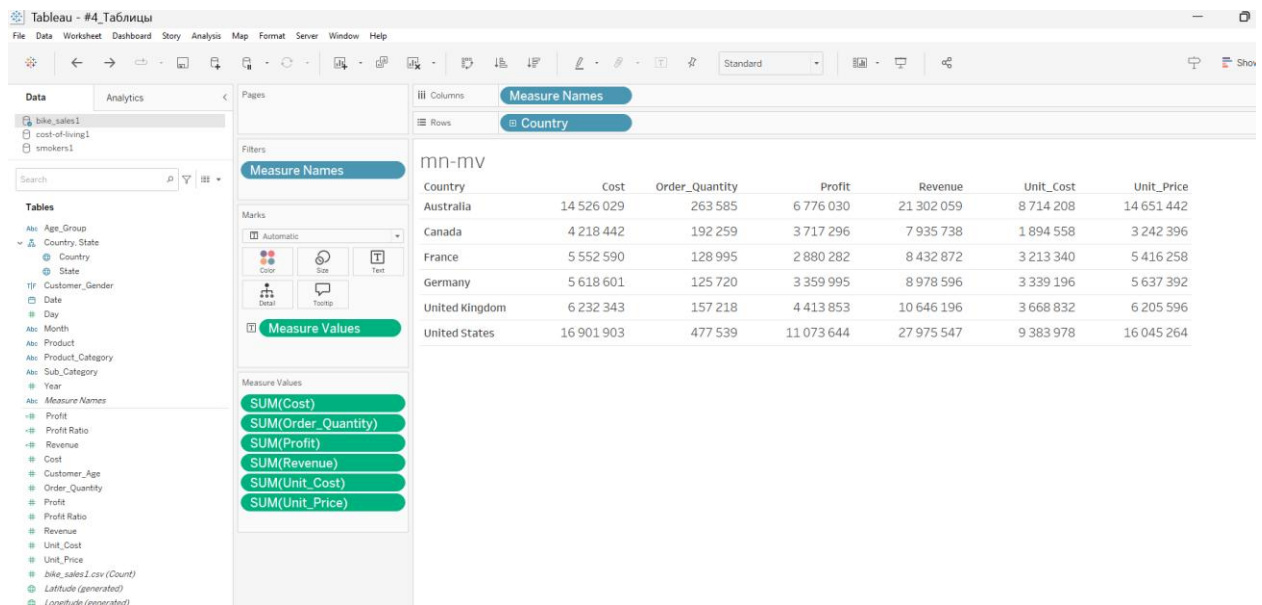 Tableau - #4_Таблицы
File Data Worksheet Dashboard Story Analysis Map Format Server Window Help
Standard
Show
Data Analytics
bike_sales1
cost-of-living1
smokers1
Search
Tables
Abc Age_Group
Country, State
Country
State
Customer_Gender
Date
# Day
Abc Month
Abc Product
Abc Product_Category
Abc Sub_Category
# Year
Abc Measure Names
=# Profit
=# Profit Ratio
=# Revenue
# Cost
# Customer_Age
# Order_Quantity
# Profit
# Profit Ratio
# Revenue
# Unit_Cost
# Unit_Price
# bike_sales1.csv (Count)
Latitude (generated)
Longitude (generated)
Pages
Filters
Measure Names
Marks
Automatic
Color Size Text
Detail Tooltip
Measure Values
Measure Values
SUM(Cost)
SUM(Order_Quantity)
SUM(Profit)
SUM(Revenue)
SUM(Unit_Cost)
SUM(Unit_Price)
Columns Measure Names
Rows Country
mn-mv
Country Cost Order_Quantity Profit Revenue Unit_Cost Unit_Price
Australia 14 526 029 263 585 6 776 030 21 302 059 8 714 208 14 651 442
Canada 4 218 442 192 259 3 717 296 7 935 738 1 894 558 3 242 396
France 5 552 590 128 995 2 880 282 8 432 872 3 213 340 5 416 258
Germany 5 618 601 125 720 3 359 995 8 978 596 3 339 196 5 637 392
United Kingdom 6 232 343 157 218 4 413 853 10 646 196 3 668 832 6 205 596
United States 16 901 903 477 539 11 073 644 27 975 547 9 383 978 16 045 264